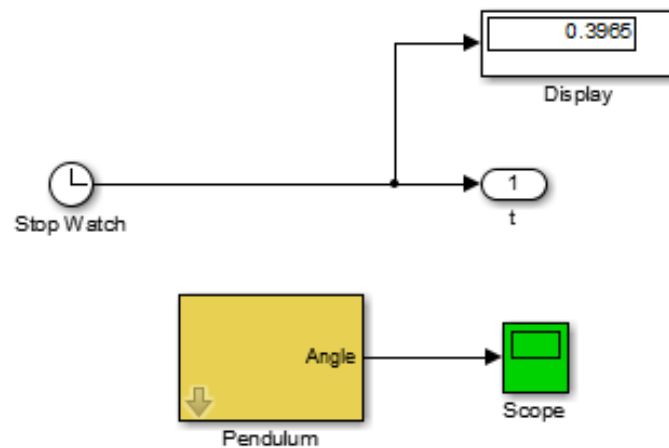 0.3965
Display
1
Stop Watch
t
Angle
Pendulum
Scope